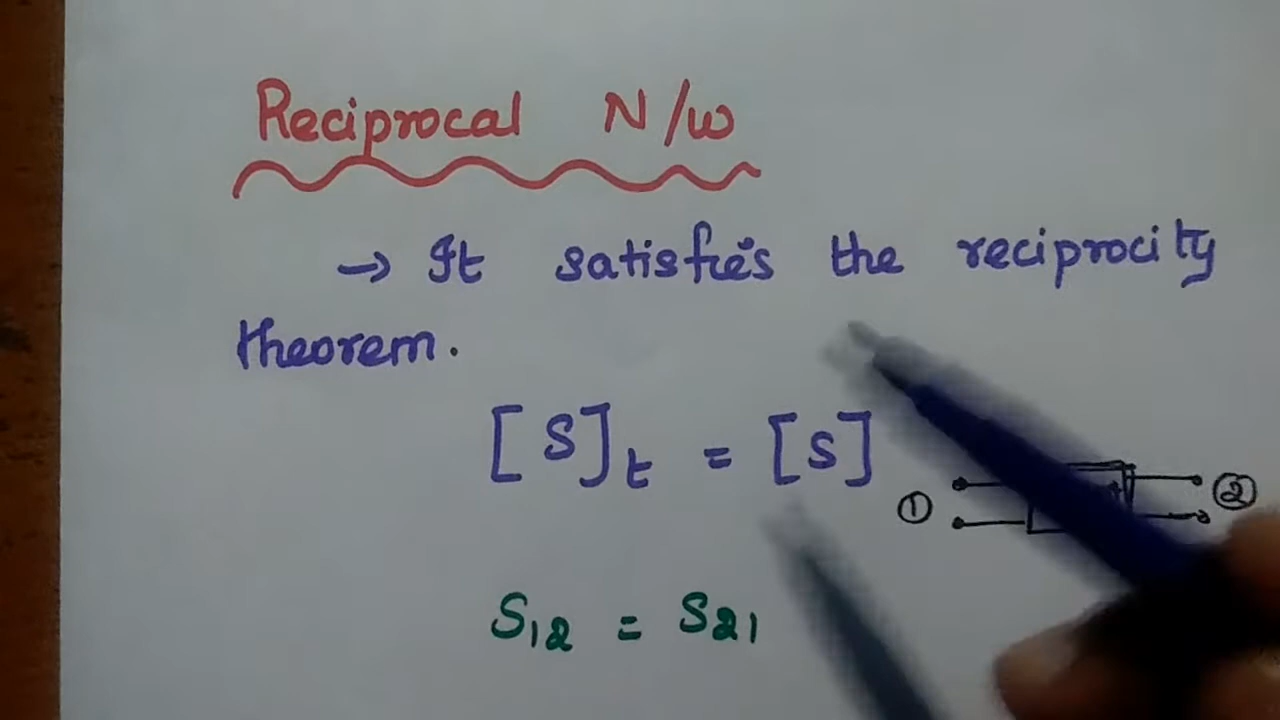 Reciprocal N/w
→ It satisfies the reciprocity
theorem.
[S]t = [S]
① ②
S12 = S21